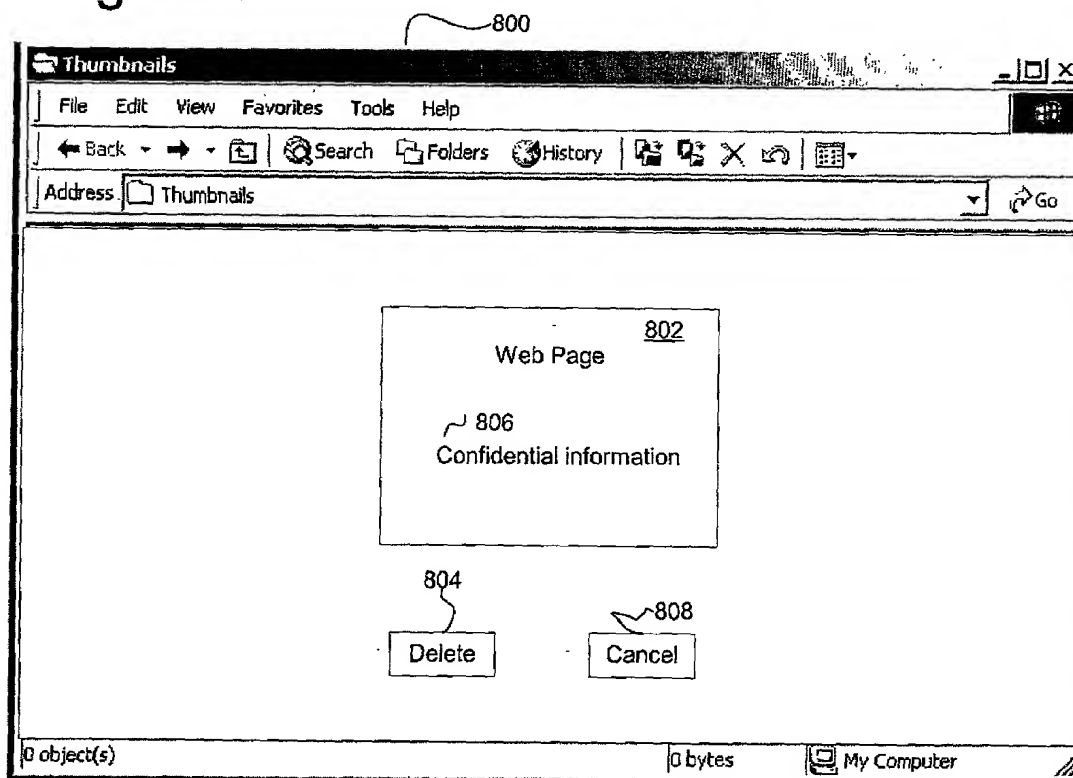 800
Thumbnails
File Edit View Favorites Tools Help
Back Search Folders History
Address Thumbnails Go
802
Web Page
806
Confidential information
804
808
Delete Cancel
0 object(s) 0 bytes My Computer